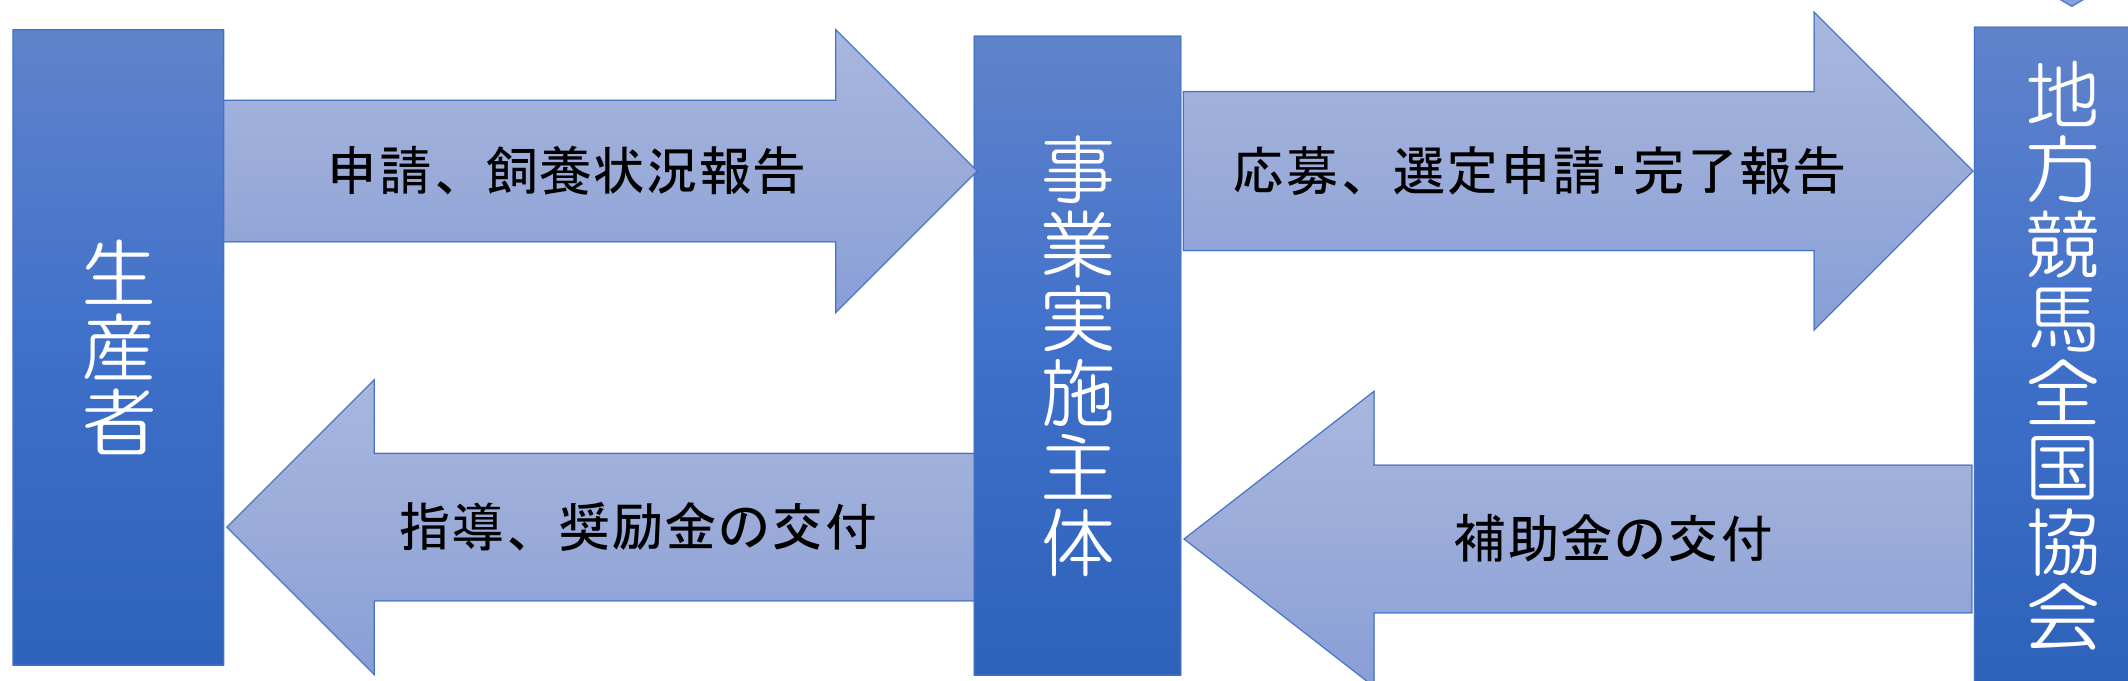 生産者
申請、飼養状況報告
指導、奨励金の交付
事業実施主体
応募、選定申請･完了報告
補助金の交付
地方競馬全国協会